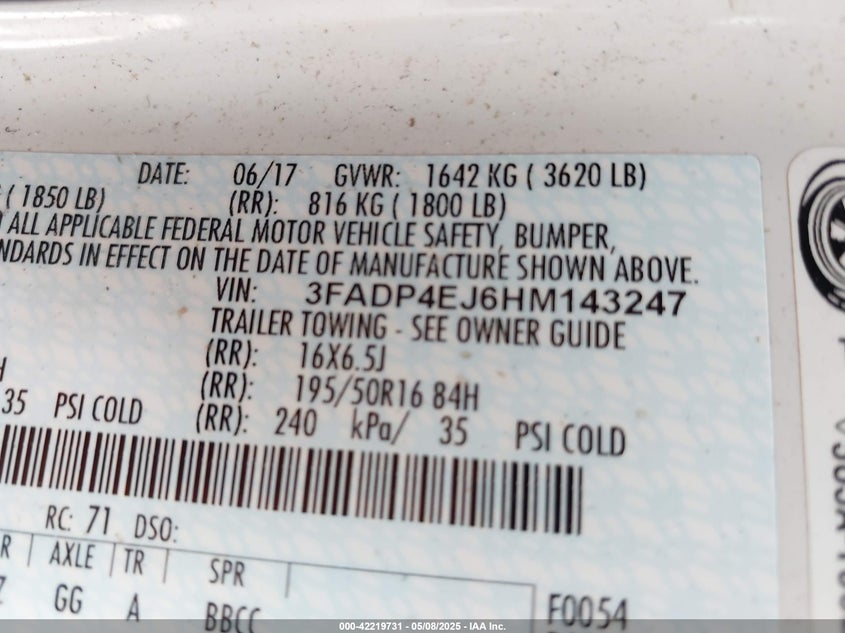 DATE: 06/17 GVWR: 1642 KG ( 3620 LB)
( 1850 LB) (RR): 816 KG ( 1800 LB)
ALL APPLICABLE FEDERAL MOTOR VEHICLE SAFETY, BUMPER,
IN EFFECT ON THE DATE OF MANUFACTURE SHOWN ABOVE.
VIN: 3FADP4EJ6HM143247
TRAILER TOWING - SEE OWNER GUIDE
(RR): 16X6.5J
(RR): 195/50R16 84H
35 PSI COLD (RR): 240 kPa/ 35 PSI COLD
RC: 71 DSO:
R AXLE TR SPR
GG A BBCC F0054
000-42219731 - 05/08/2025 - IAA Inc.